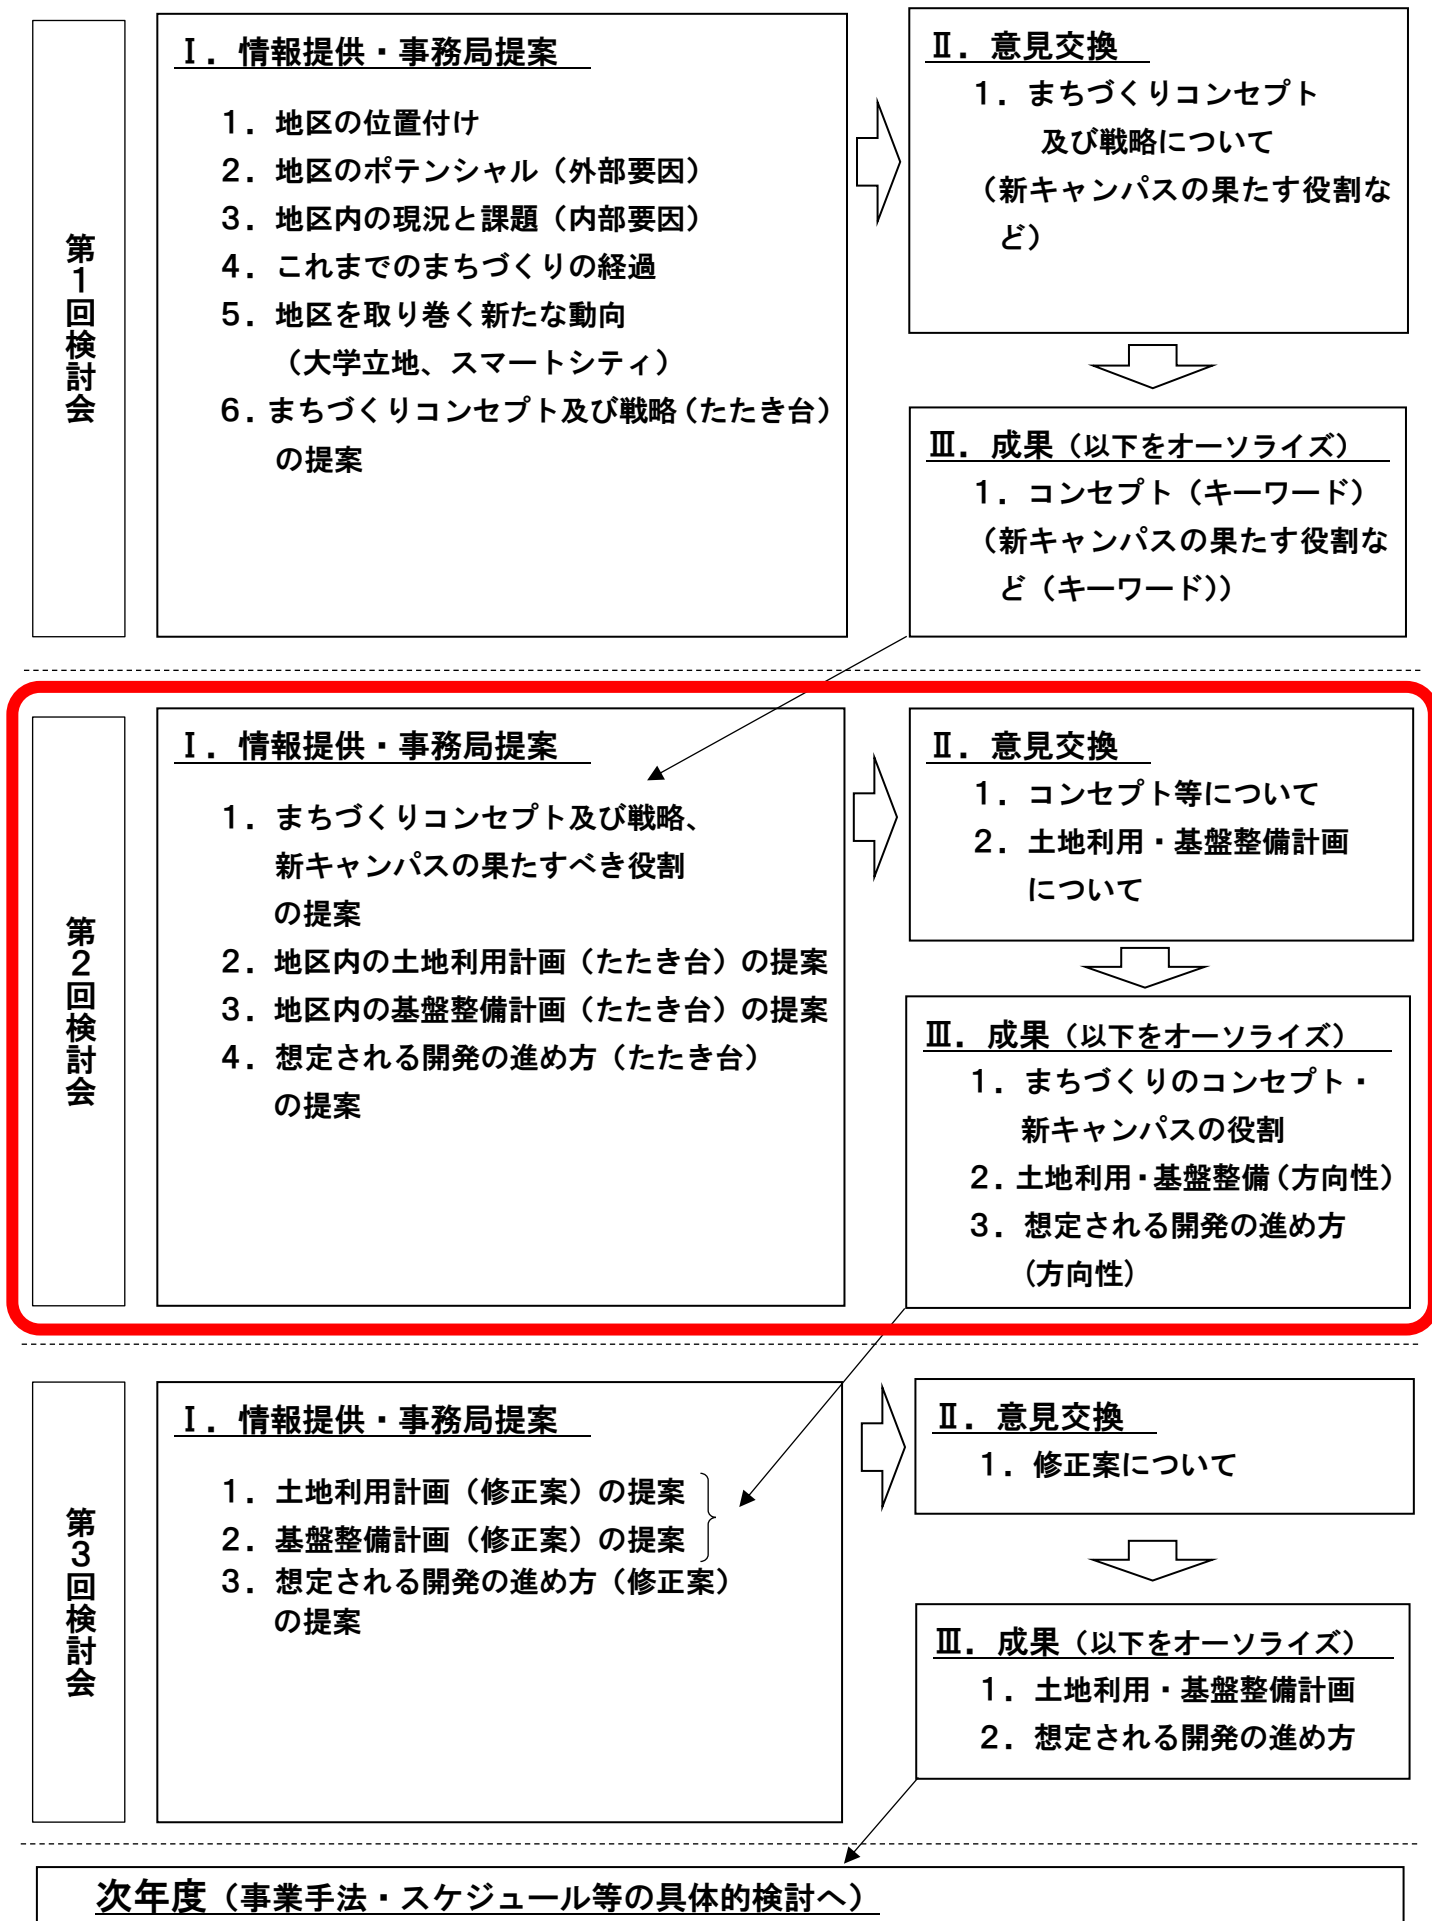 第1回検討会
Ⅰ．情報提供・事務局提案
１．地区の位置付け
２．地区のポテンシャル（外部要因）
３．地区内の現況と課題（内部要因）
４．これまでのまちづくりの経過
５．地区を取り巻く新たな動向
（大学立地、スマートシティ）
６．まちづくりコンセプト及び戦略（たたき台）
の提案
Ⅱ．意見交換
１．まちづくりコンセプト
及び戦略について
（新キャンパスの果たす役割な
ど）
Ⅲ．成果（以下をオーソライズ）
１．コンセプト（キーワード）
（新キャンパスの果たす役割な
ど（キーワード））
第2回検討会
Ⅰ．情報提供・事務局提案
１．まちづくりコンセプト及び戦略、
新キャンパスの果たすべき役割
の提案
２．地区内の土地利用計画（たたき台）の提案
３．地区内の基盤整備計画（たたき台）の提案
４．想定される開発の進め方（たたき台）
の提案
Ⅱ．意見交換
１．コンセプト等について
２．土地利用・基盤整備計画
について
Ⅲ．成果（以下をオーソライズ）
１．まちづくりのコンセプト・
新キャンパスの役割
２．土地利用・基盤整備（方向性）
３．想定される開発の進め方
(方向性)
第3回検討会
Ⅰ．情報提供・事務局提案
１．土地利用計画（修正案）の提案
２．基盤整備計画（修正案）の提案
３．想定される開発の進め方（修正案）
の提案
Ⅱ．意見交換
１．修正案について
Ⅲ．成果（以下をオーソライズ）
１．土地利用・基盤整備計画
２．想定される開発の進め方
次年度（事業手法・スケジュール等の具体的検討へ）